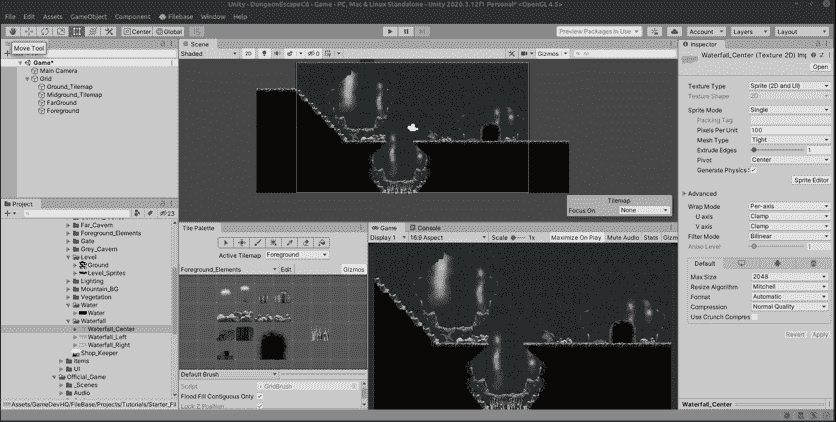 Unity - DungeonEscapeC8 - Game - PC, Mac & Linux Standalone - Unity 2020.3.12f1 Personal* <OpenGL 4.5>
File Edit Assets GameObject Component Filebase Window Help
Center Global Preview Packages in Use Account Layers Layout
Move Tool
Game*
Main Camera
Grid
Ground_Tilemap
Midground_Tilemap
FarGround
Foreground
Scene
Shaded 2D Gizmos All
Tilemap
Focus On None
Project
23
Far_Cavern
Foreground_Elements
Gate
Grey_Cavern
Level
Ground
Level_Sprites
Lighting
Mountain_BG
Vegetation
Water
Water
Waterfall
Waterfall_Center
Waterfall_Left
Waterfall_Right
Shop_Keeper
Items
UI
Official_Game
_Scenes
Audio
Assets/GameDevHQ/FileBase/Projects/Tutorials/Starter_Fil
Tile Palette
Active Tilemap Foreground
Foreground_Elements Edit Gizmos
Default Brush
Script GridBrush
Flood Fill Contiguous Only
Lock Z Position
Game Console
Display 1 16:9 Aspect Scale 1x Maximize On Play Mute Audio Stats Gizm
Inspector
Waterfall_Center (Texture 2D) Im
Open
Texture Type Sprite (2D and UI)
Texture Shape 2D
Sprite Mode Single
Packing Tag
Pixels Per Unit 100
Mesh Type Tight
Extrude Edges 1
Pivot Center
Generate Physics
Sprite Editor
Advanced
Wrap Mode Per-axis
U axis Clamp
V axis Clamp
Filter Mode Bilinear
Aniso Level 1
Default
Max Size 2048
Resize Algorithm Mitchell
Format Automatic
Compression Normal Quality
Use Crunch Compres
Revert Apply
Waterfall_Center